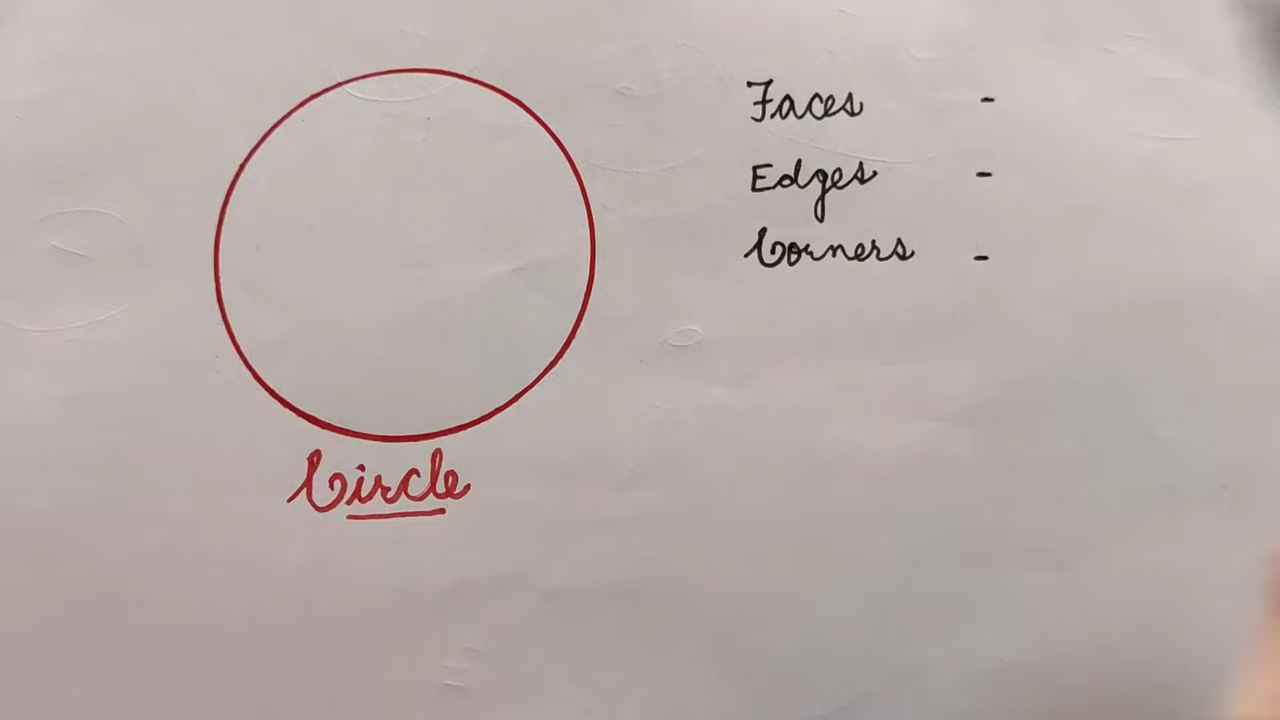 Faces -
Edges -
Corners -
Circle